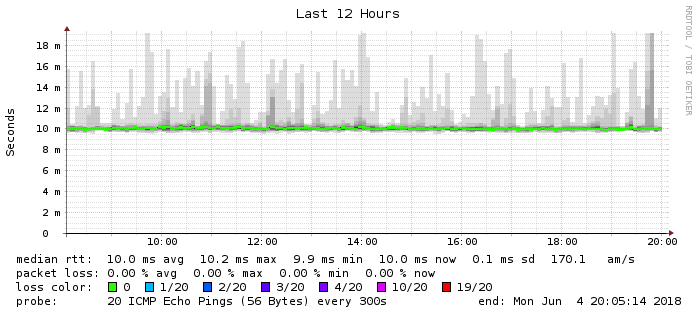 Last 12 Hours
RRDTOOL / TOBI OETIKER
Seconds
18 m
16 m
14 m
12 m
10 m
8 m
6 m
4 m
2 m
0
10:00 12:00 14:00 16:00 18:00 20:00
median rtt: 10.0 ms avg 10.2 ms max 9.9 ms min 10.0 ms now 0.1 ms sd 170.1 am/s
packet loss: 0.00 % avg 0.00 % max 0.00 % min 0.00 % now
loss color: 0 1/20 2/20 3/20 4/20 10/20 19/20
probe: 20 ICMP Echo Pings (56 Bytes) every 300s end: Mon Jun 4 20:05:14 2018